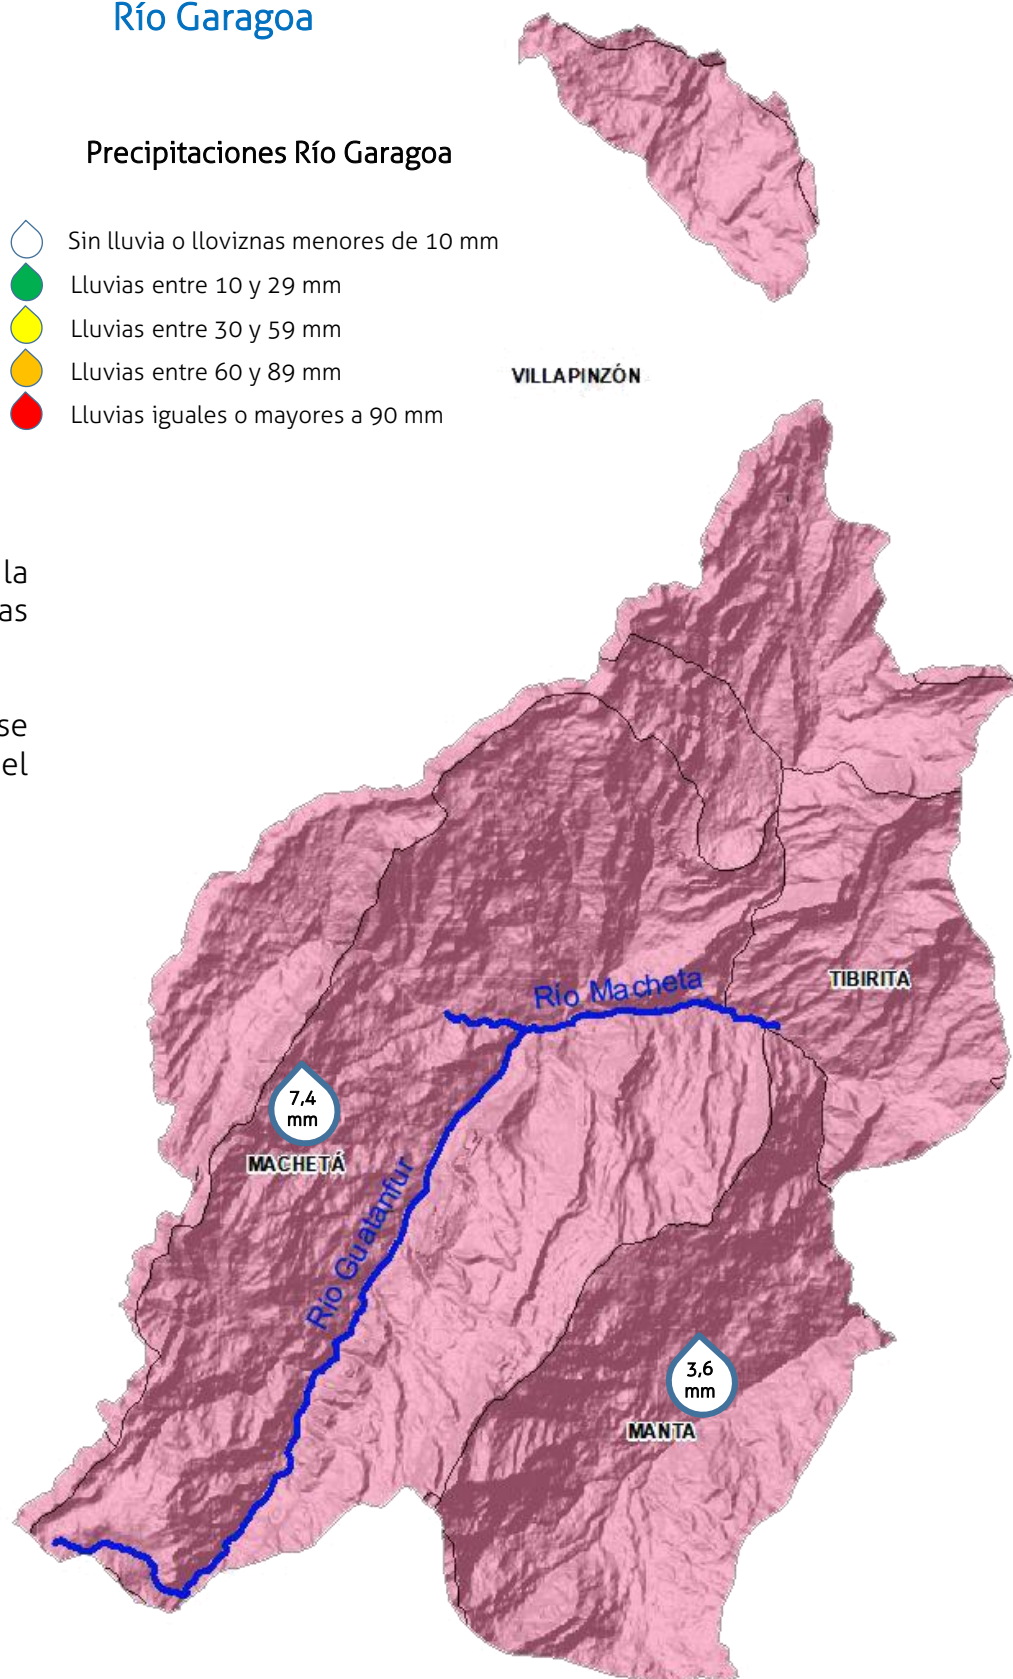 Río Garagoa
Precipitaciones Río Garagoa
Sin lluvia o lloviznas menores de 10 mm
Lluvias entre 10 y 29 mm
Lluvias entre 30 y 59 mm
Lluvias entre 60 y 89 mm
Lluvias iguales o mayores a 90 mm
VILLAPINZÓN
la
as
se
el
Río Macheta
TIBIRITA
7,4
mm
MACHETÁ
Río Guatanfur
3,6
mm
MANTA